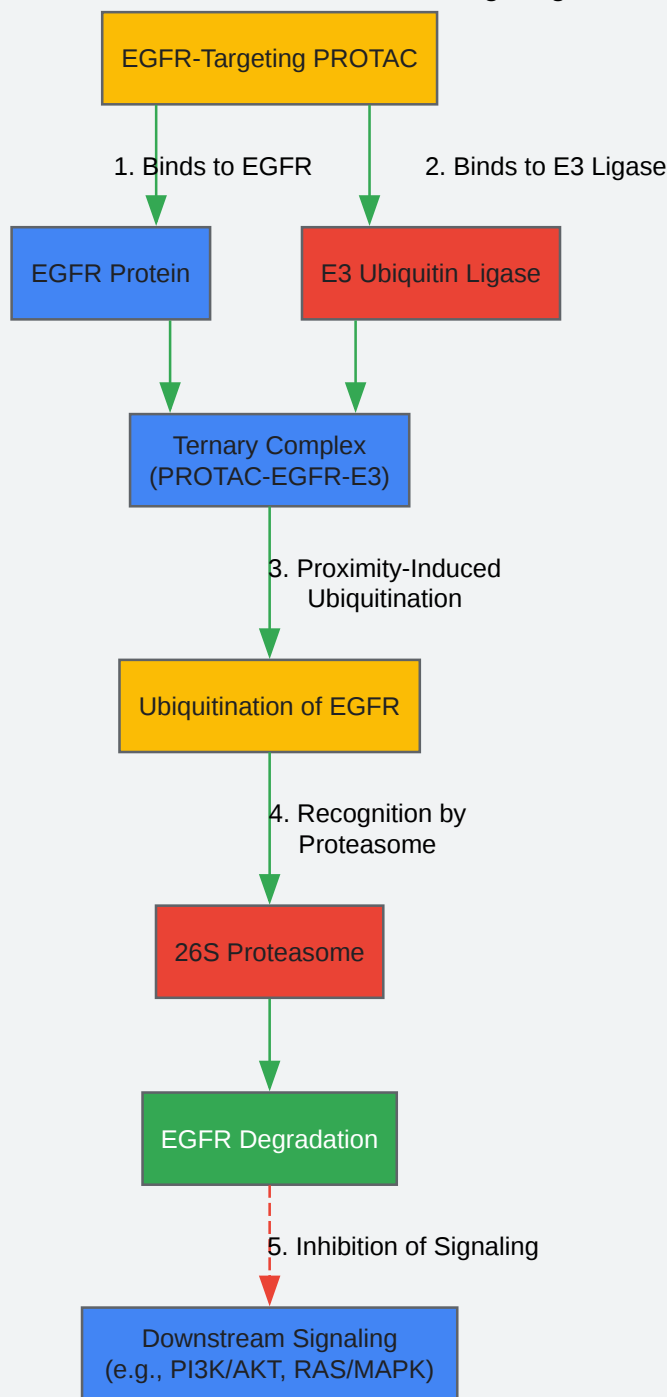 EGFR-Targeting PROTAC
1. Binds to EGFR
2. Binds to E3 Ligase
EGFR Protein
E3 Ubiquitin Ligase
Ternary Complex
(PROTAC-EGFR-E3)
3. Proximity-Induced
Ubiquitination
Ubiquitination of EGFR
4. Recognition by
Proteasome
26S Proteasome
EGFR Degradation
5. Inhibition of Signaling
Downstream Signaling
(e.g., PI3K/AKT, RAS/MAPK)